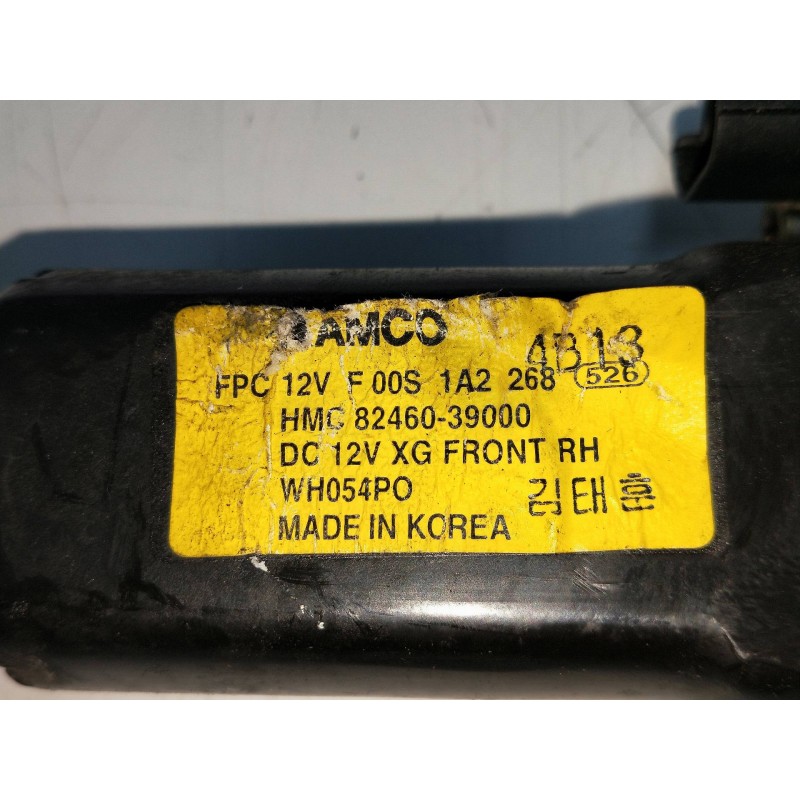 AMCO
4B13
FPC 12V F 00S 1A2 268 526
HMC 82460-39000
DC 12V XG FRONT RH
WH054PO 김태훈
MADE IN KOREA